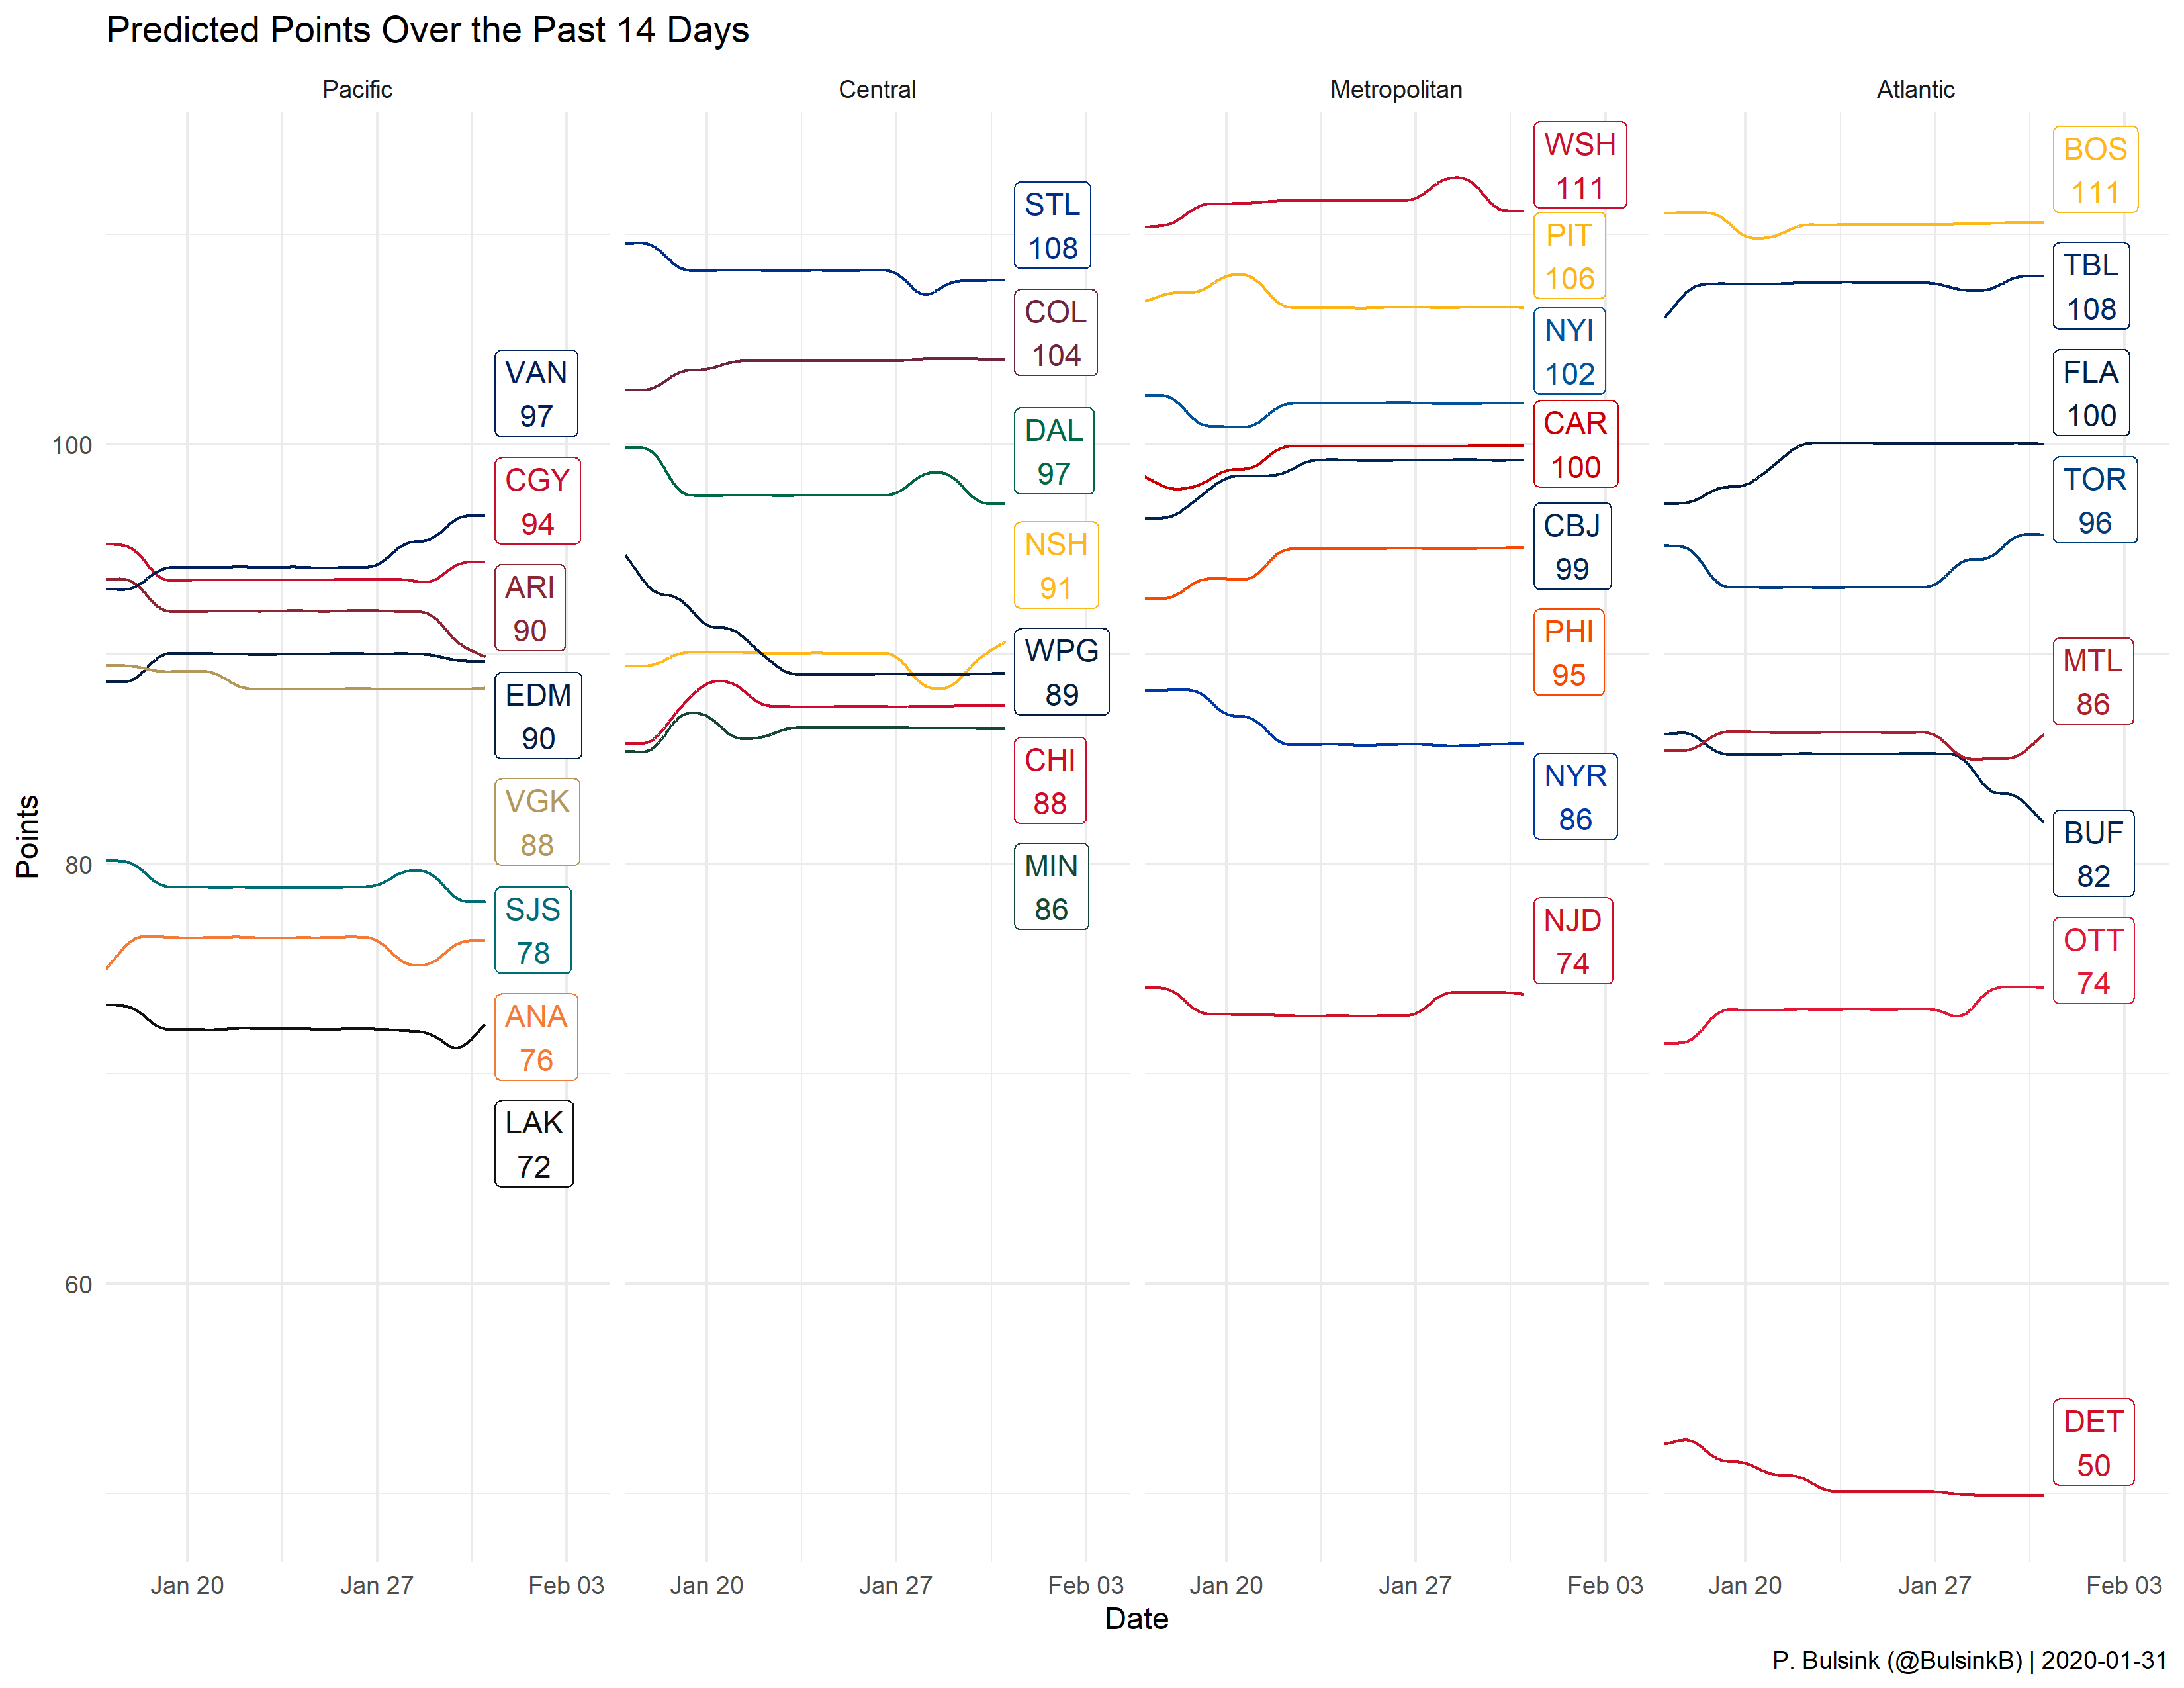 Predicted Points Over the Past 14 Days
Pacific
Central
Metropolitan
Atlantic
Points
100
80
60
VAN
97
CGY
94
ARI
90
EDM
90
VGK
88
SJS
78
ANA
76
LAK
72
STL
108
COL
104
DAL
97
NSH
91
WPG
89
CHI
88
MIN
86
WSH
111
PIT
106
NYI
102
CAR
100
CBJ
99
PHI
95
NYR
86
NJD
74
BOS
111
TBL
108
FLA
100
TOR
96
MTL
86
BUF
82
OTT
74
DET
50
Jan 20 Jan 27 Feb 03 Jan 20 Jan 27 Feb 03 Jan 20 Jan 27 Feb 03 Jan 20 Jan 27 Feb 03
Date
P. Bulsink (@BulsinkB) | 2020-01-31